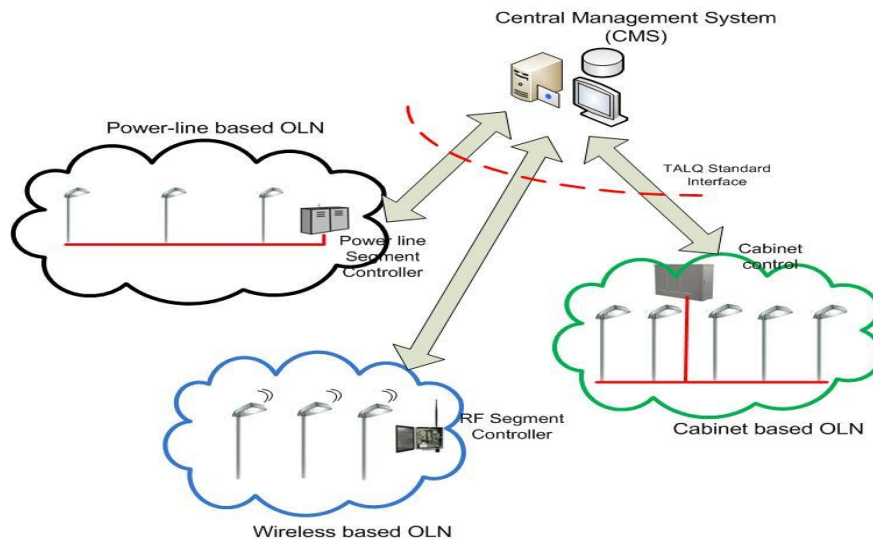 Central Management System
(CMS)
Power-line based OLN
TALQ Standard
Interface
Power line
Segment
Controller
Cabinet
control
RF Segment
Controller
Cabinet based OLN
Wireless based OLN